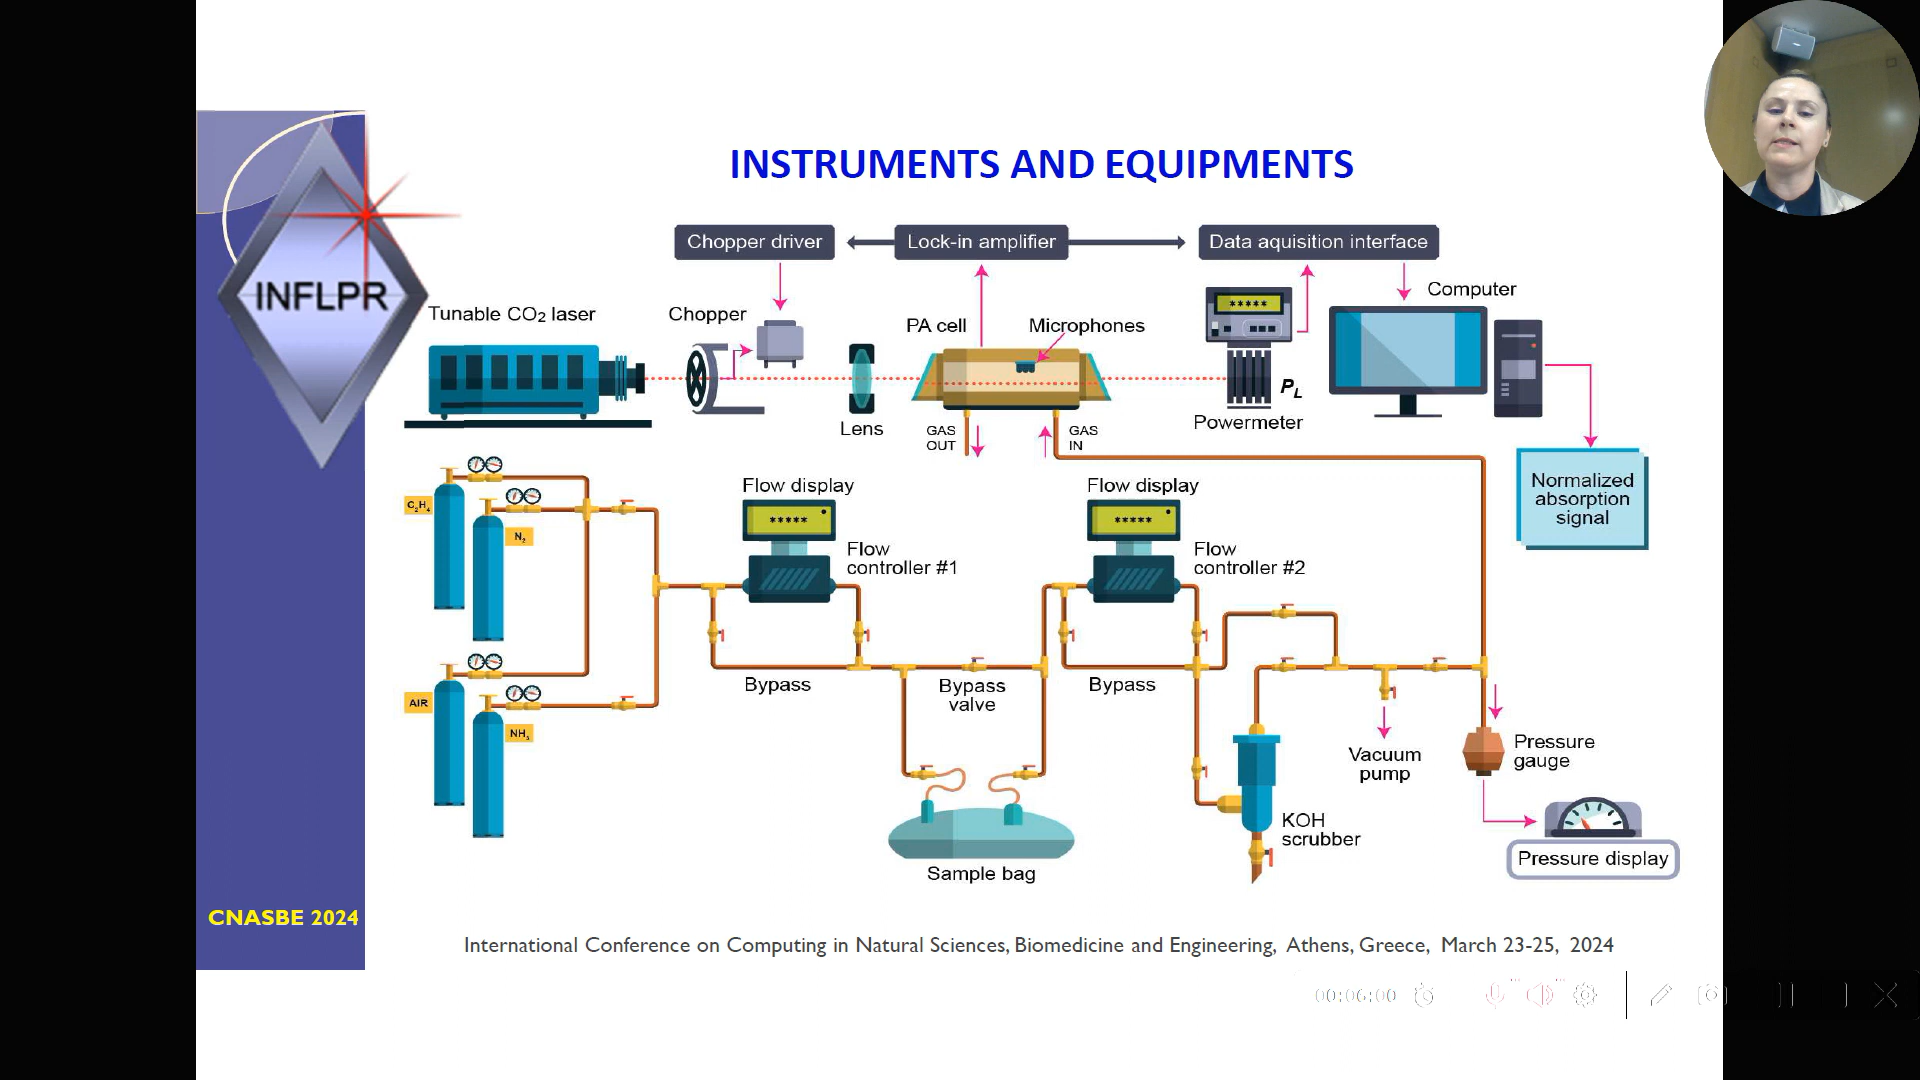 INSTRUMENTS AND EQUIPMENTS
INFLPR
Chopper driver
Lock-in amplifier
Data aquisition interface
Tunable CO₂ laser
Chopper
PA cell
Microphones
*****
Computer
Lens
GAS
OUT
GAS
IN
P_L
Powermeter
Normalized
absorption
signal
C₂H₄
N₂
Flow display
*****
Flow
controller #1
Flow display
*****
Flow
controller #2
AIR
NH₃
Bypass
Bypass
valve
Bypass
Vacuum
pump
Pressure
gauge
KOH
scrubber
Sample bag
Pressure display
CNASBE 2024
International Conference on Computing in Natural Sciences, Biomedicine and Engineering, Athens, Greece, March 23-25, 2024
00:06:00